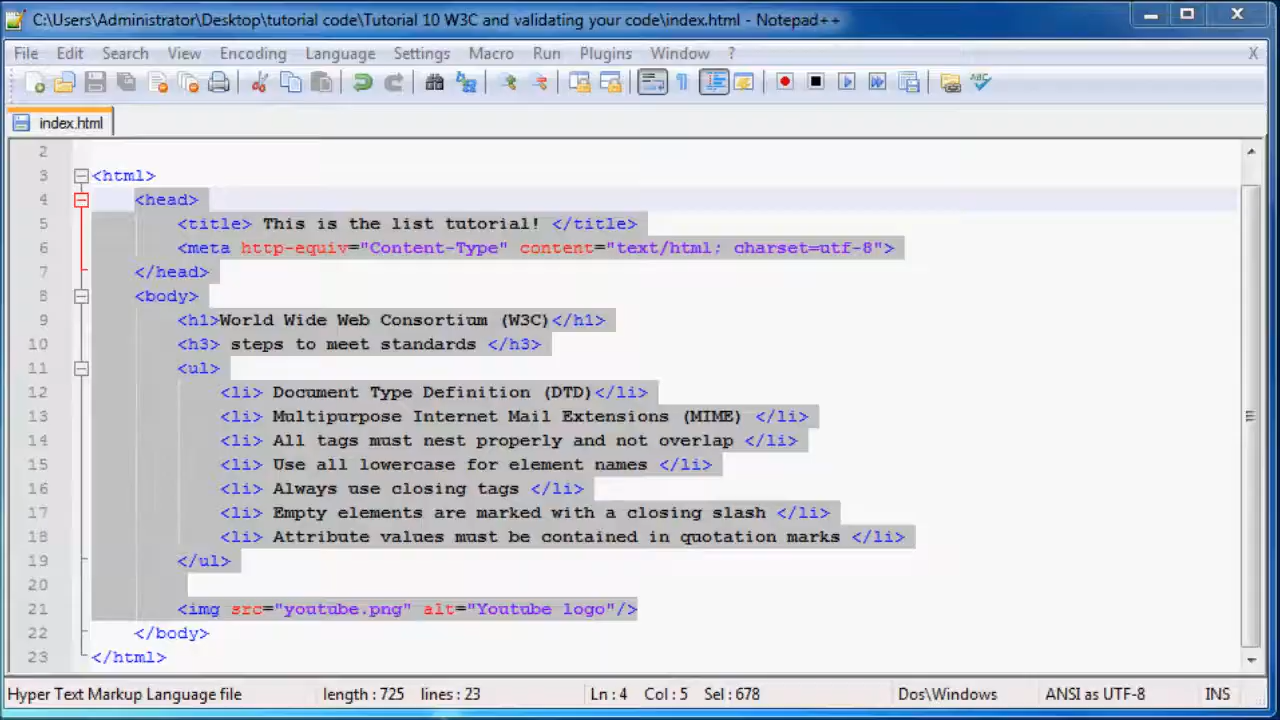 C:\Users\Administrator\Desktop\tutorial code\Tutorial 10 W3C and validating your code\index.html - Notepad++
File Edit Search View Encoding Language Settings Macro Run Plugins Window ? X
index.html
2
3 <html>
4 <head>
5 <title> This is the list tutorial! </title>
6 <meta http-equiv="Content-Type" content="text/html; charset=utf-8">
7 </head>
8 <body>
9 <h1>World Wide Web Consortium (W3C)</h1>
10 <h3> steps to meet standards </h3>
11 <ul>
12 <li> Document Type Definition (DTD)</li>
13 <li> Multipurpose Internet Mail Extensions (MIME) </li>
14 <li> All tags must nest properly and not overlap </li>
15 <li> Use all lowercase for element names </li>
16 <li> Always use closing tags </li>
17 <li> Empty elements are marked with a closing slash </li>
18 <li> Attribute values must be contained in quotation marks </li>
19 </ul>
20
21 <img src="youtube.png" alt="Youtube logo"/>
22 </body>
23 </html>
Hyper Text Markup Language file length : 725 lines : 23 Ln : 4 Col : 5 Sel : 678 Dos\Windows ANSI as UTF-8 INS